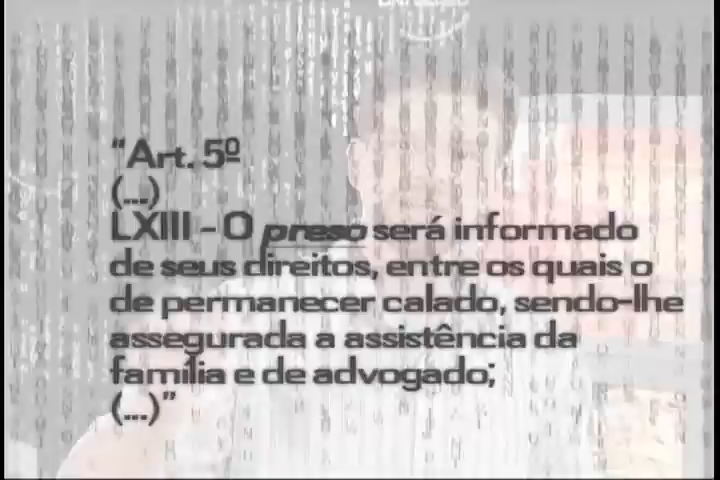 "Art. 5º
(...)
LXIII - O preso será informado
de seus direitos, entre os quais o
de permanecer calado, sendo-lhe
assegurada a assistência da
família e de advogado;
(...)"